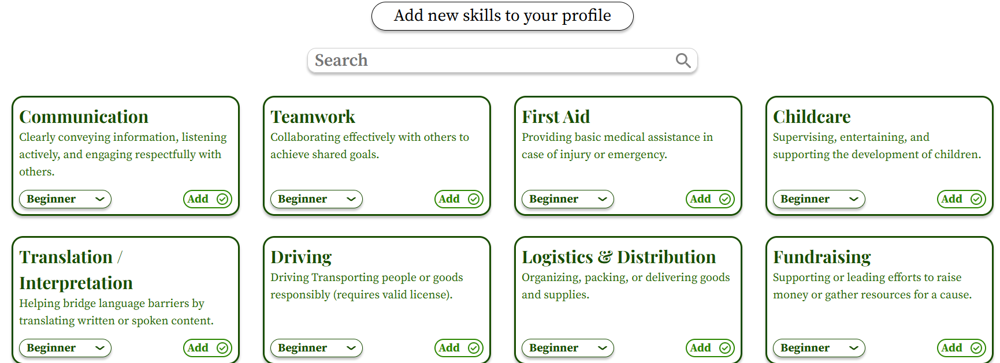 Add new skills to your profile
Search
Communication
Clearly conveying information, listening
actively, and engaging respectfully with
others.
Beginner
Add
Teamwork
Collaborating effectively with others to
achieve shared goals.
Beginner
Add
First Aid
Providing basic medical assistance in
case of injury or emergency.
Beginner
Add
Childcare
Supervising, entertaining, and
supporting the development of children.
Beginner
Add
Translation /
Interpretation
Helping bridge language barriers by
translating written or spoken content.
Beginner
Add
Driving
Driving Transporting people or goods
responsibly (requires valid license).
Beginner
Add
Logistics & Distribution
Organizing, packing, or delivering goods
and supplies.
Beginner
Add
Fundraising
Supporting or leading efforts to raise
money or gather resources for a cause.
Beginner
Add